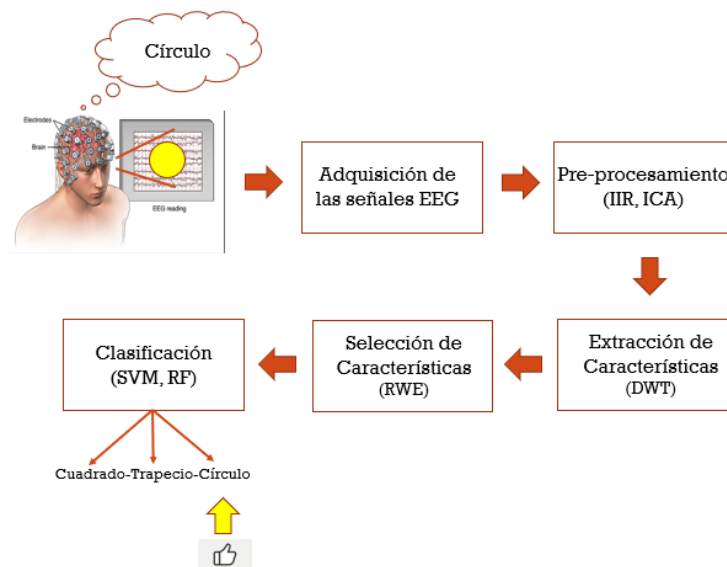 Círculo
Electrodes
Brain
EEG reading
Adquisición de
las señales EEG
Pre-procesamiento
(IIR, ICA)
Extracción de
Características
(DWT)
Selección de
Características
(RWE)
Clasificación
(SVM, RF)
Cuadrado-Trapecio-Círculo